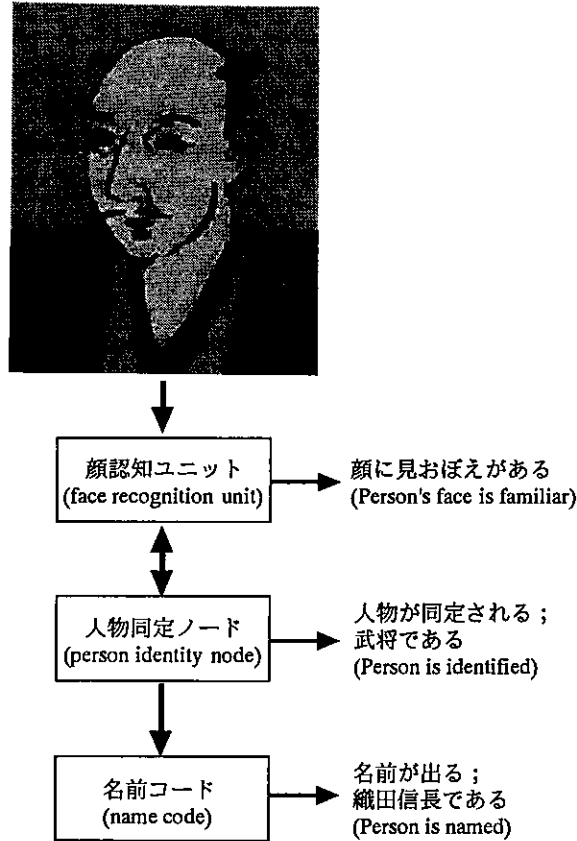 顔認知ユニット
(face recognition unit)
顔に見おぼえがある
(Person's face is familiar)
人物同定ノード
(person identity node)
人物が同定される；
武将である
(Person is identified)
名前コード
(name code)
名前が出る；
織田信長である
(Person is named)